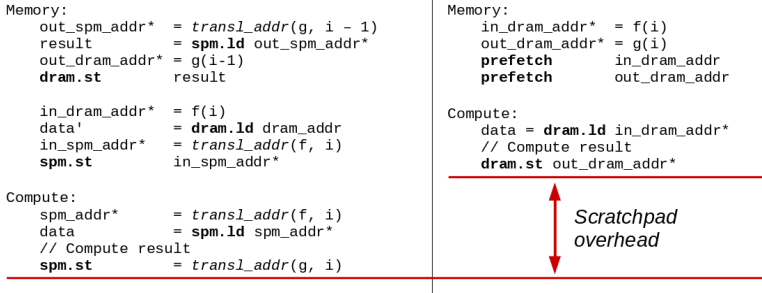 Memory:
out_spm_addr* = transl_addr(g, i – 1)
result = spm.ld out_spm_addr*
out_dram_addr* = g(i-1)
dram.st result
in_dram_addr* = f(i)
data' = dram.ld dram_addr
in_spm_addr* = transl_addr(f, i)
spm.st in_spm_addr*
Compute:
spm_addr* = transl_addr(f, i)
data = spm.ld spm_addr*
// Compute result
spm.st = transl_addr(g, i)
Memory:
in_dram_addr* = f(i)
out_dram_addr* = g(i)
prefetch in_dram_addr
prefetch out_dram_addr
Compute:
data = dram.ld in_dram_addr*
// Compute result
dram.st out_dram_addr*
Scratchpad
overhead